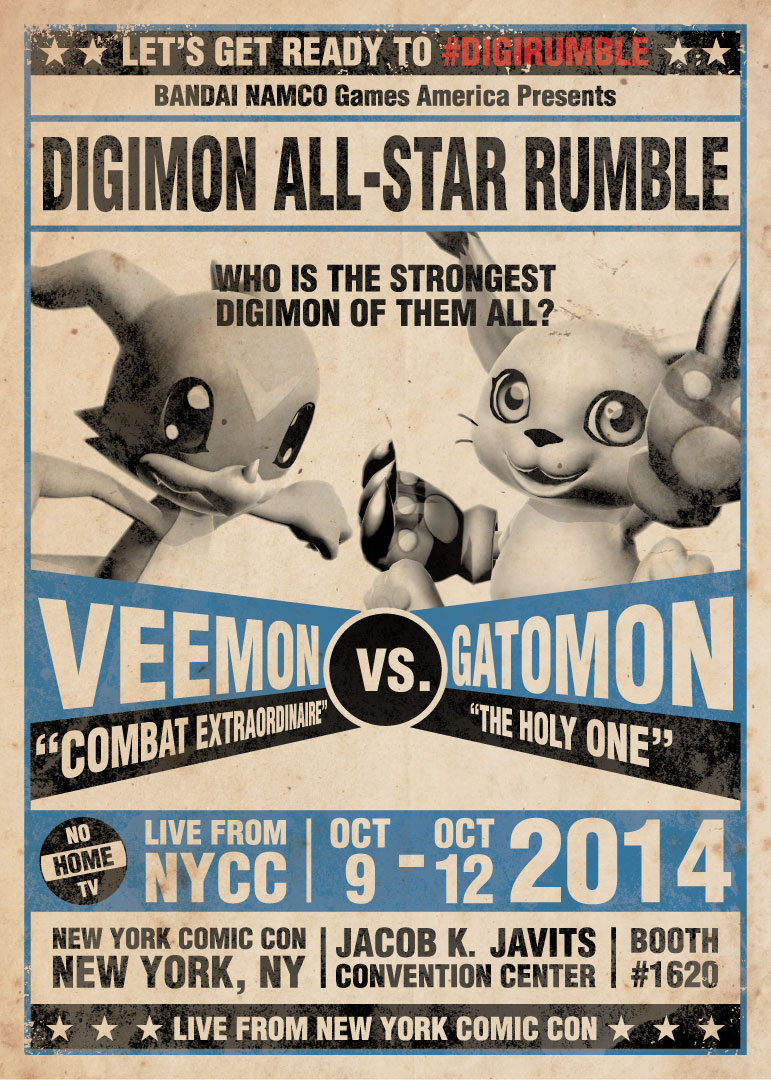 LET'S GET READY TO #DIGIRUMBLE
BANDAI NAMCO Games America Presents
DIGIMON ALL-STAR RUMBLE
WHO IS THE STRONGEST
DIGIMON OF THEM ALL?
VEEMON VS. GATOMON
"COMBAT EXTRAORDINAIRE"
"THE HOLY ONE"
NO
HOME
TV
LIVE FROM
NYCC
OCT
9
-
OCT
12
2014
NEW YORK COMIC CON
NEW YORK, NY
JACOB K. JAVITS
CONVENTION CENTER
BOOTH
#1620
LIVE FROM NEW YORK COMIC CON